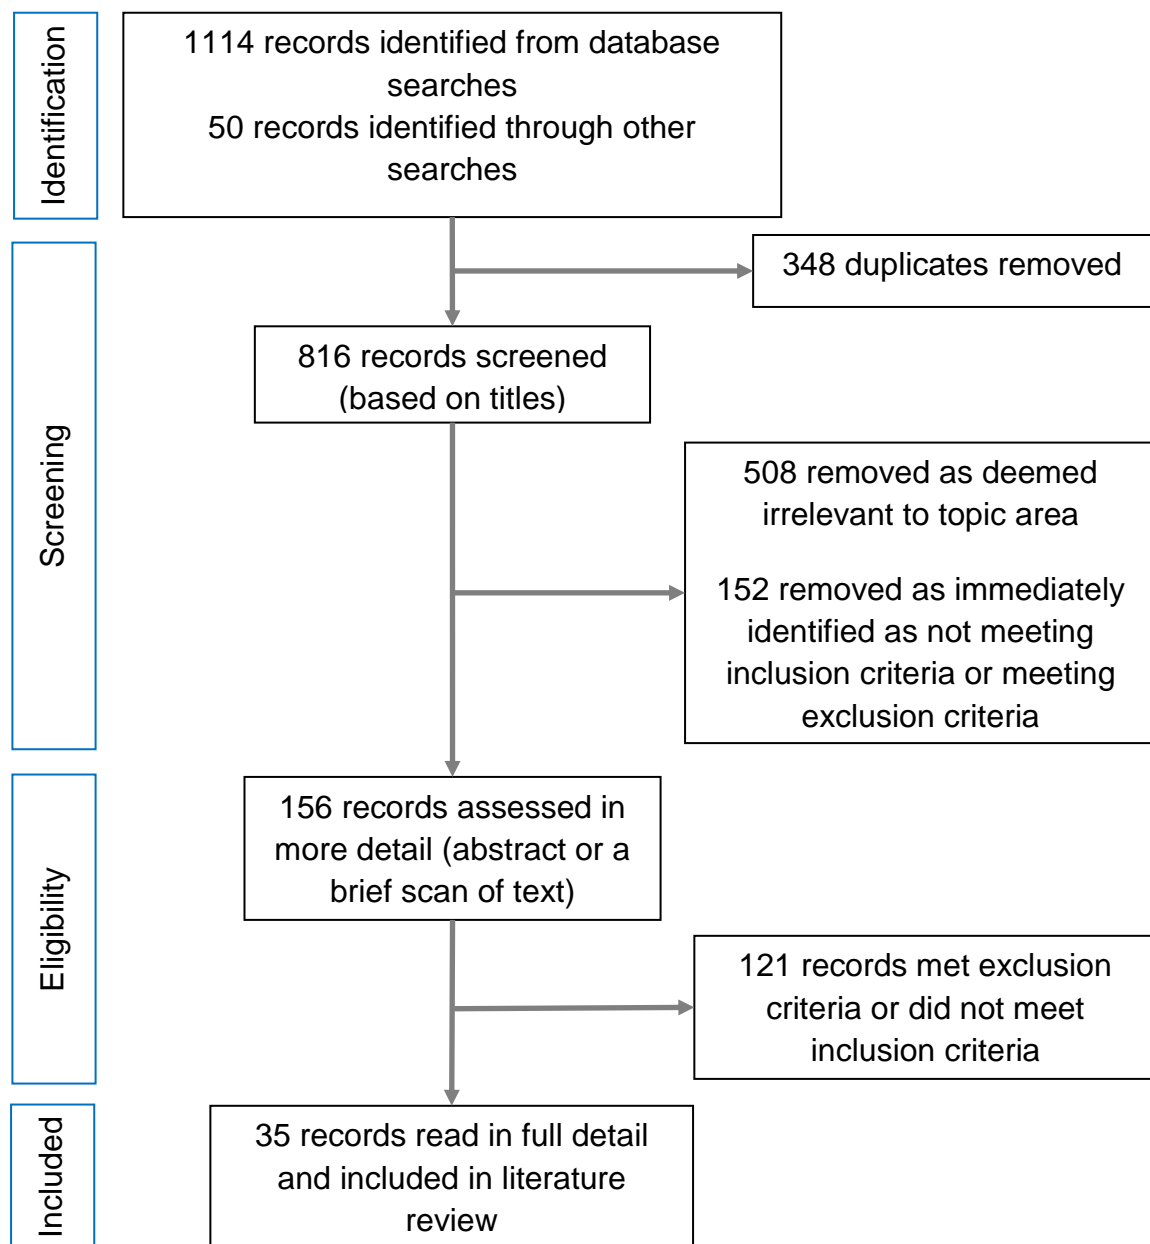 Identification
1114 records identified from database
searches
50 records identified through other
searches
Screening
348 duplicates removed
816 records screened
(based on titles)
508 removed as deemed
irrelevant to topic area
152 removed as immediately
identified as not meeting
inclusion criteria or meeting
exclusion criteria
Eligibility
156 records assessed in
more detail (abstract or a
brief scan of text)
121 records met exclusion
criteria or did not meet
inclusion criteria
Included
35 records read in full detail
and included in literature
review